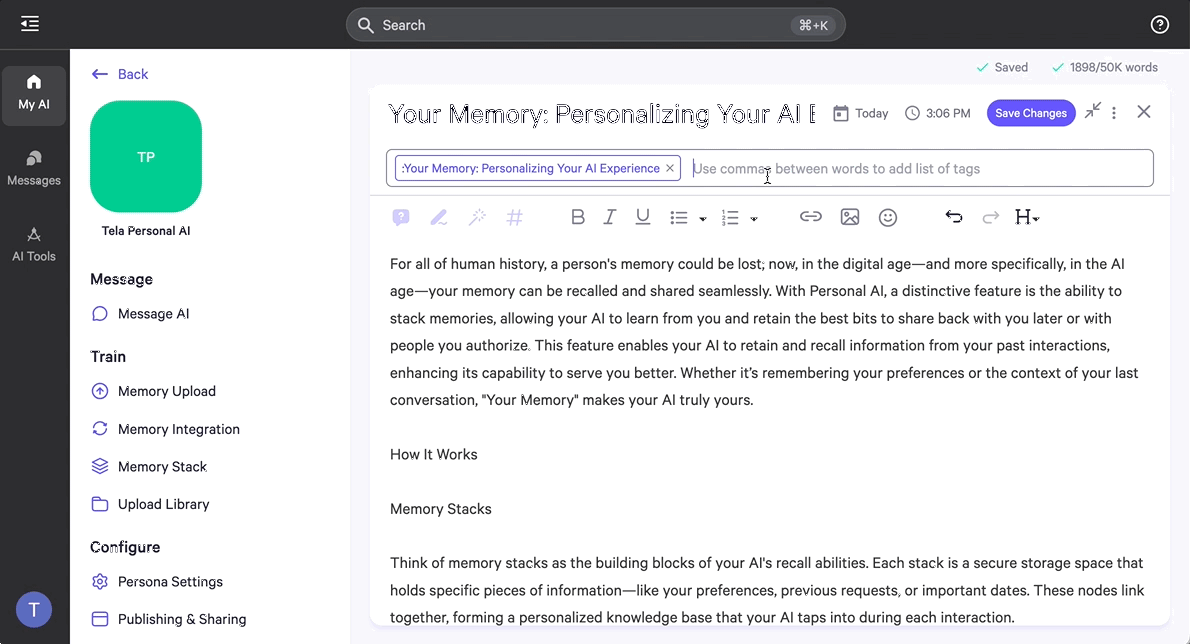 Search
⌘+K
My AI
Messages
AI Tools
T
Back
TP
Tela Personal AI
Message
Message AI
Train
Memory Upload
Memory Integration
Memory Stack
Upload Library
Configure
Persona Settings
Publishing & Sharing
Saved
1898/50K words
Your Memory: Personalizing Your AI E
Today
3:06 PM
Save Changes
:Your Memory: Personalizing Your AI Experience ×
Use commas between words to add list of tags
B I U H
For all of human history, a person's memory could be lost; now, in the digital age—and more specifically, in the AI
age—your memory can be recalled and shared seamlessly. With Personal AI, a distinctive feature is the ability to
stack memories, allowing your AI to learn from you and retain the best bits to share back with you later or with
people you authorize. This feature enables your AI to retain and recall information from your past interactions,
enhancing its capability to serve you better. Whether it's remembering your preferences or the context of your last
conversation, "Your Memory" makes your AI truly yours.
How It Works
Memory Stacks
Think of memory stacks as the building blocks of your AI's recall abilities. Each stack is a secure storage space that
holds specific pieces of information—like your preferences, previous requests, or important dates. These nodes link
together, forming a personalized knowledge base that your AI taps into during each interaction.